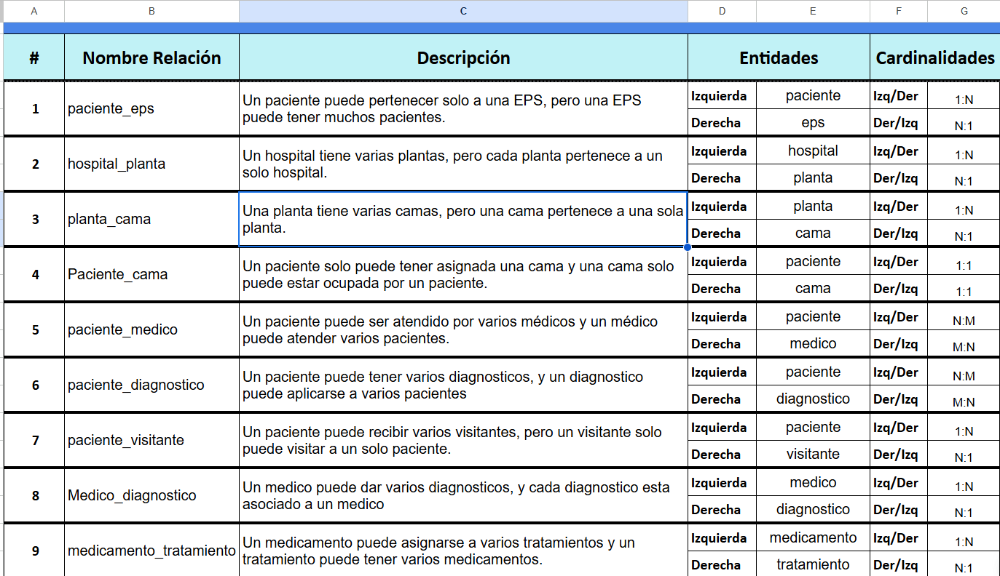 A B C D E F G
# Nombre Relación Descripción Entidades Cardinalidades
1 paciente_eps Un paciente puede pertenecer solo a una EPS, pero una EPS Izquierda paciente Izq/Der 1:N
puede tener muchos pacientes. Derecha eps Der/Izq N:1
2 hospital_planta Un hospital tiene varias plantas, pero cada planta pertenece a un Izquierda hospital Izq/Der 1:N
solo hospital. Derecha planta Der/Izq N:1
3 planta_cama Una planta tiene varias camas, pero una cama pertenece a una sola Izquierda planta Izq/Der 1:N
planta. Derecha cama Der/Izq N:1
4 Paciente_cama Un paciente solo puede tener asignada una cama y una cama solo Izquierda paciente Izq/Der 1:1
puede estar ocupada por un paciente. Derecha cama Der/Izq 1:1
5 paciente_medico Un paciente puede ser atendido por varios médicos y un médico Izquierda paciente Izq/Der N:M
puede atender varios pacientes. Derecha medico Der/Izq M:N
6 paciente_diagnostico Un paciente puede tener varios diagnosticos, y un diagnostico Izquierda paciente Izq/Der N:M
puede aplicarse a varios pacientes Derecha diagnostico Der/Izq M:N
7 paciente_visitante Un paciente puede recibir varios visitantes, pero un visitante solo Izquierda paciente Izq/Der 1:N
puede visitar a un solo paciente. Derecha visitante Der/Izq N:1
8 Medico_diagnostico Un medico puede dar varios diagnosticos, y cada diagnostico esta Izquierda medico Izq/Der 1:N
asociado a un medico Derecha diagnostico Der/Izq N:1
9 medicamento_tratamiento Un medicamento puede asignarse a varios tratamientos y un Izquierda medicamento Izq/Der 1:N
tratamiento puede tener varios medicamentos. Derecha tratamiento Der/Izq N:1